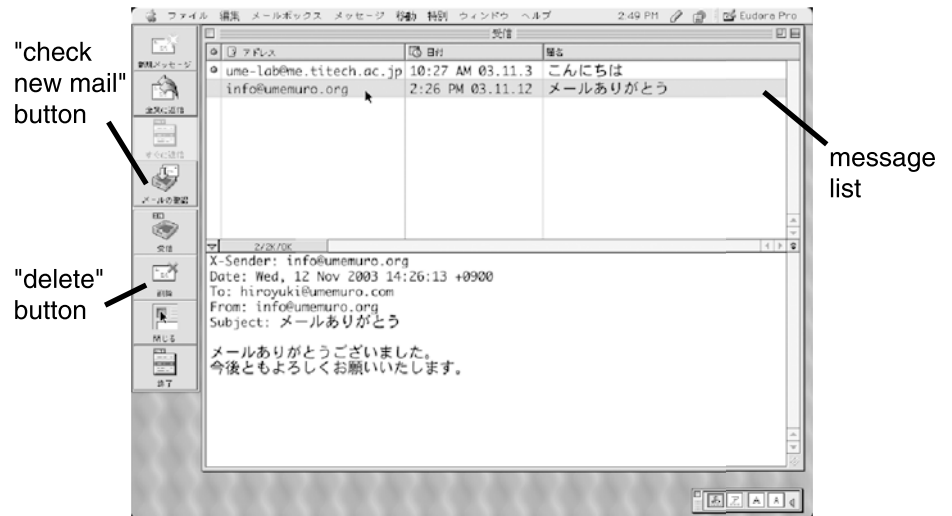 ファイル 編集 メールボックス メッセージ 移動 特別 ウィンドウ ヘルプ 2:49 PM Eudora Pro
"check
new mail"
button
"delete"
button
message
list
新規メッセージ
全員に返信
すぐに送信
メールの確認
受信
削除
閉じる
終了
受信
アドレス 日付 題名
ume-lab@me.titech.ac.jp 10:27 AM 03.11.3 こんにちは
info@umemuro.org 2:26 PM 03.11.12 メールありがとう
2/2K/0K
X-Sender: info@umemuro.org
Date: Wed, 12 Nov 2003 14:26:13 +0900
To: hiroyuki@umemuro.com
From: info@umemuro.org
Subject: メールありがとう
メールありがとうございました。
今後ともよろしくお願いいたします。